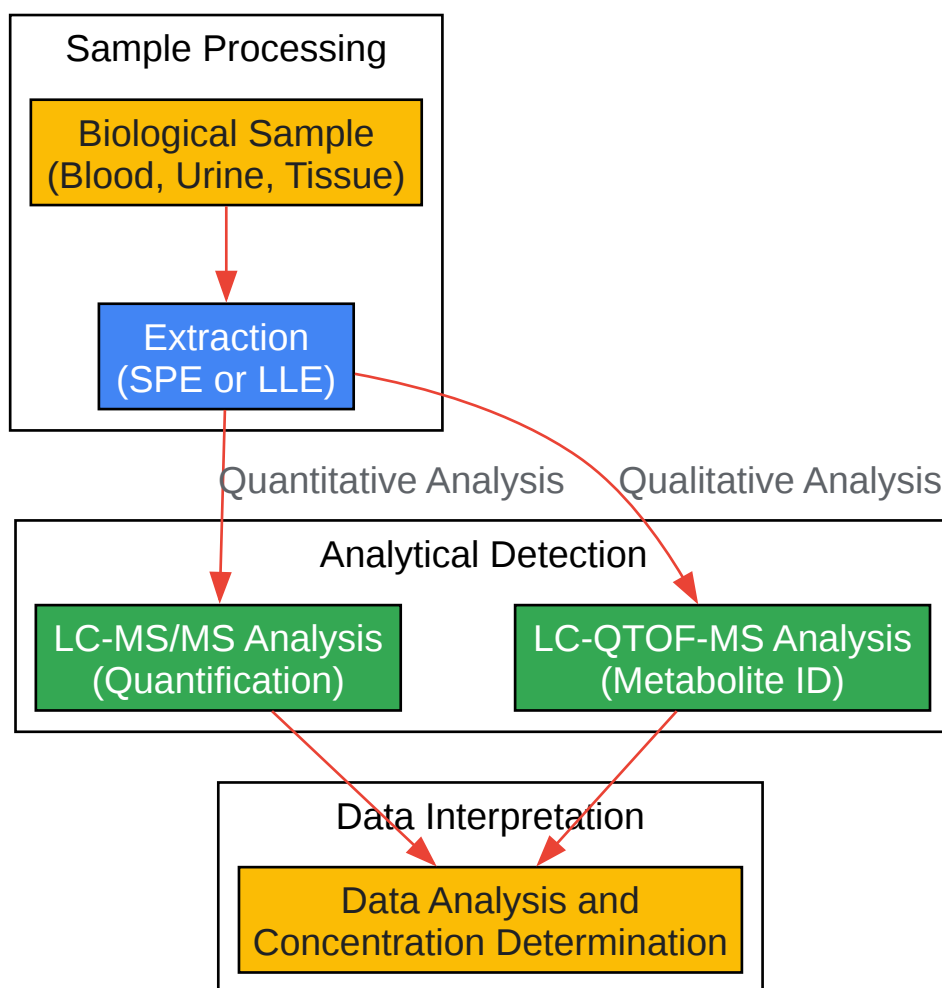 Sample Processing
Biological Sample
(Blood, Urine, Tissue)
Extraction
(SPE or LLE)
Quantitative Analysis
Qualitative Analysis
Analytical Detection
LC-MS/MS Analysis
(Quantification)
LC-QTOF-MS Analysis
(Metabolite ID)
Data Interpretation
Data Analysis and
Concentration Determination